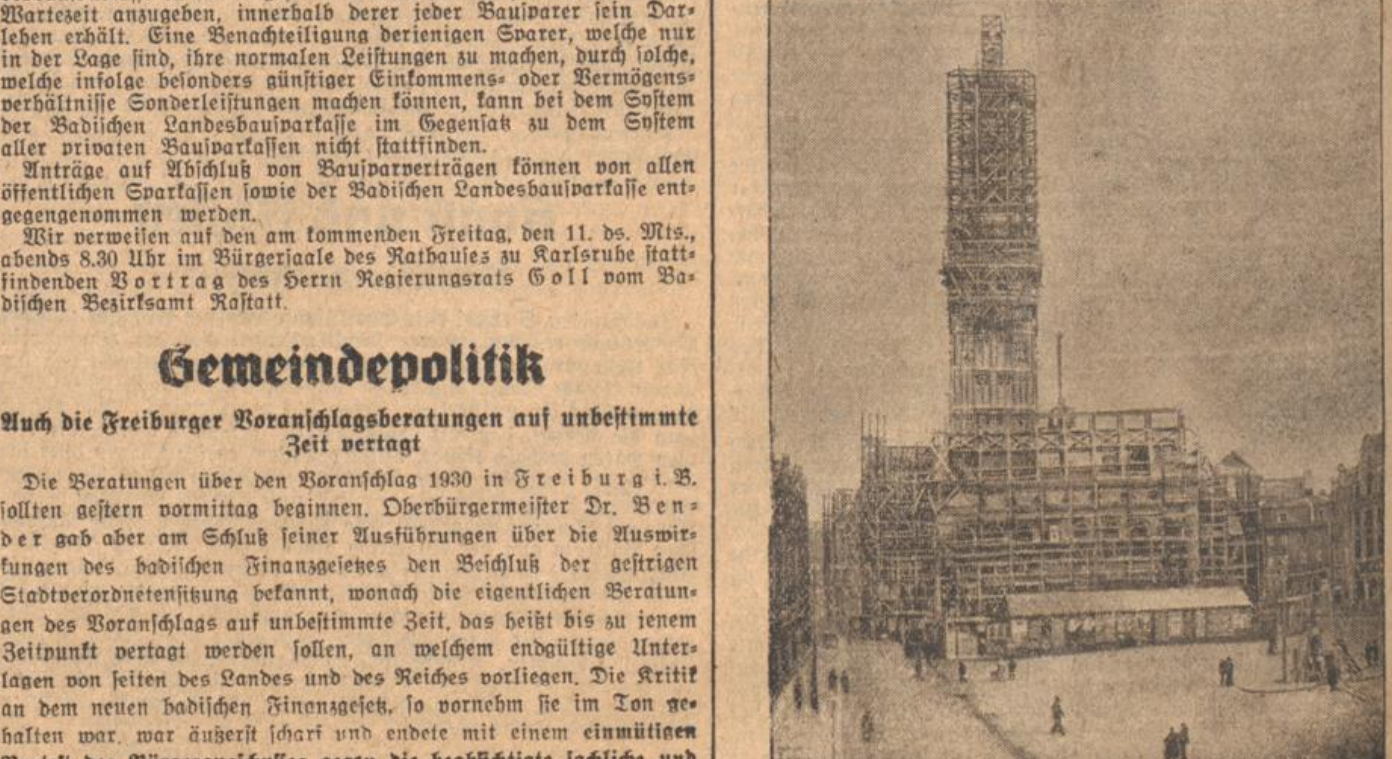 Wartezeit anzugeben, innerhalb derer jeder Bausparer sein Dar-
lehen erhält. Eine Benachteiligung derjenigen Sparer, welche nur
in der Lage sind, ihre normalen Leistungen zu machen, durch solche,
welche infolge besonders günstiger Einkommens- oder Vermögens-
verhältnisse Sonderleistungen machen können, kann bei dem System
der Badischen Landesbausparkasse im Gegensatz zu dem System
aller privaten Bausparkassen nicht stattfinden.
Anträge auf Abschluß von Bausparverträgen können von allen
öffentlichen Sparkassen sowie der Badischen Landesbausparkasse ent-
gegengenommen werden.
Wir verweisen auf den am kommenden Freitag, den 11. ds. Mts.,
abends 8.30 Uhr im Bürgersaale des Rathauses zu Karlsruhe statt-
findenden Vortrag des Herrn Regierungsrats Goll vom Ba-
dischen Bezirksamt Rastatt.
Gemeindepolitik
Auch die Freiburger Voranschlagsberatungen auf unbestimmte
Zeit vertagt
Die Beratungen über den Voranschlag 1930 in Freiburg i. B.
sollten gestern vormittag beginnen. Oberbürgermeister Dr. Ben-
der gab aber am Schluß seiner Ausführungen über die Auswir-
kungen des badischen Finanzgesetzes den Beschluß der gestrigen
Stadtverordnetensitzung bekannt, wonach die eigentlichen Beratun-
gen des Voranschlags auf unbestimmte Zeit, das heißt bis zu jenem
Zeitpunkt vertagt werden sollen, an welchem endgültige Unter-
lagen von seiten des Landes und des Reiches vorliegen. Die Kritik
an dem neuen badischen Finanzgesetz, so vornehm sie im Ton ge-
halten war, war äußerst scharf und endete mit einem einmütigen